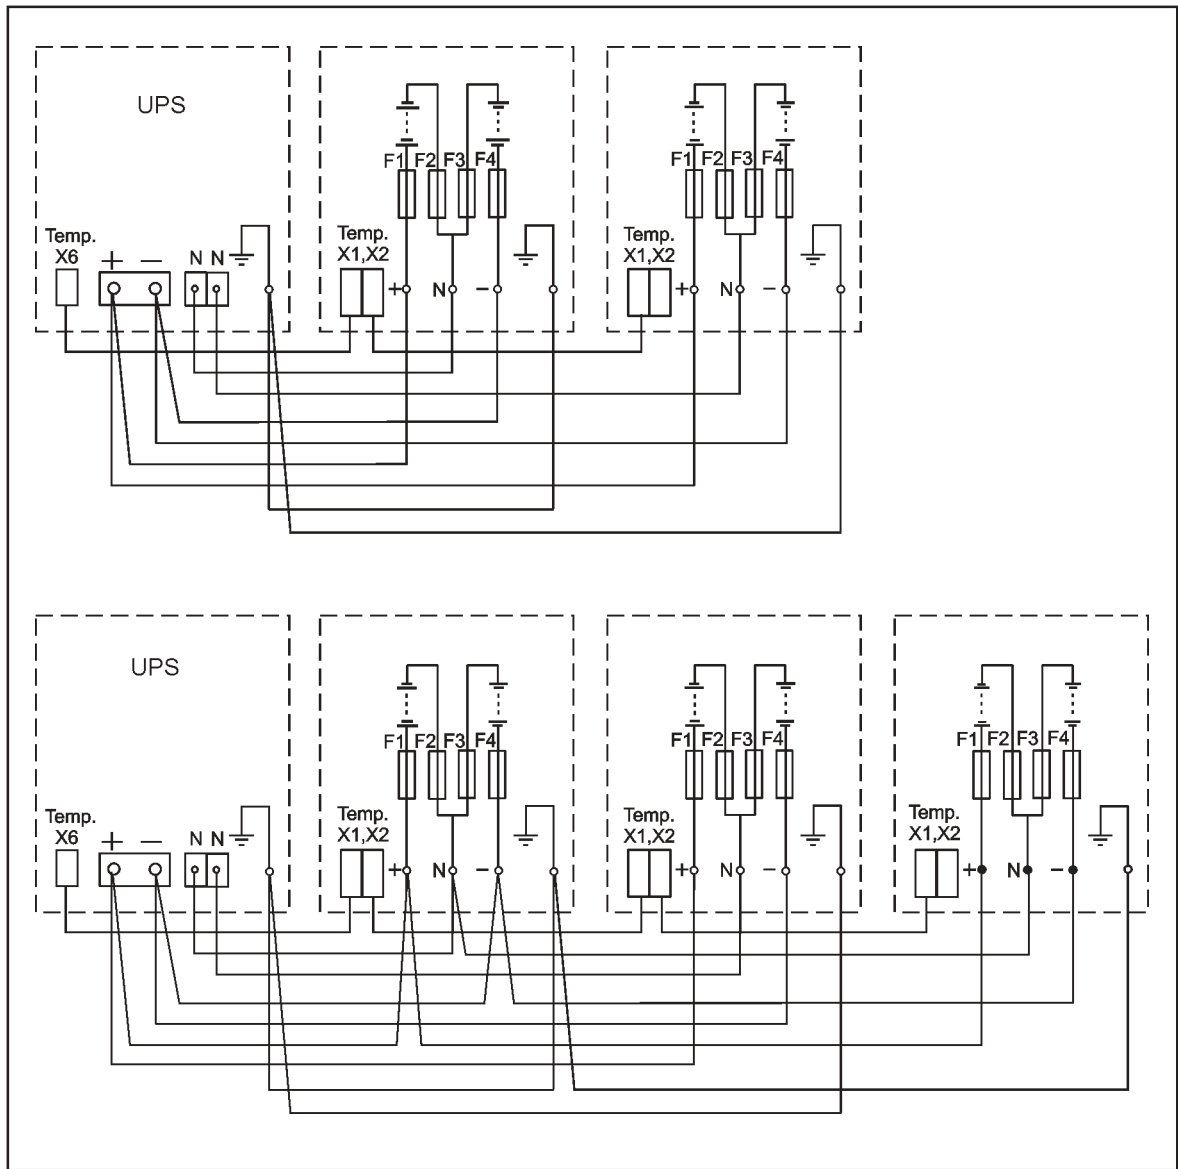 UPS
F1 F2 F3 F4
F1 F2 F3 F4
Temp.
X6
+ —
N N
Temp.
X1,X2
+ N -
Temp.
X1,X2
+ N -
UPS
F1 F2 F3 F4
F1 F2 F3 F4
F1 F2 F3 F4
Temp.
X6
+ —
N N
Temp.
X1,X2
+ N -
Temp.
X1,X2
+ N -
Temp.
X1,X2
+ N -